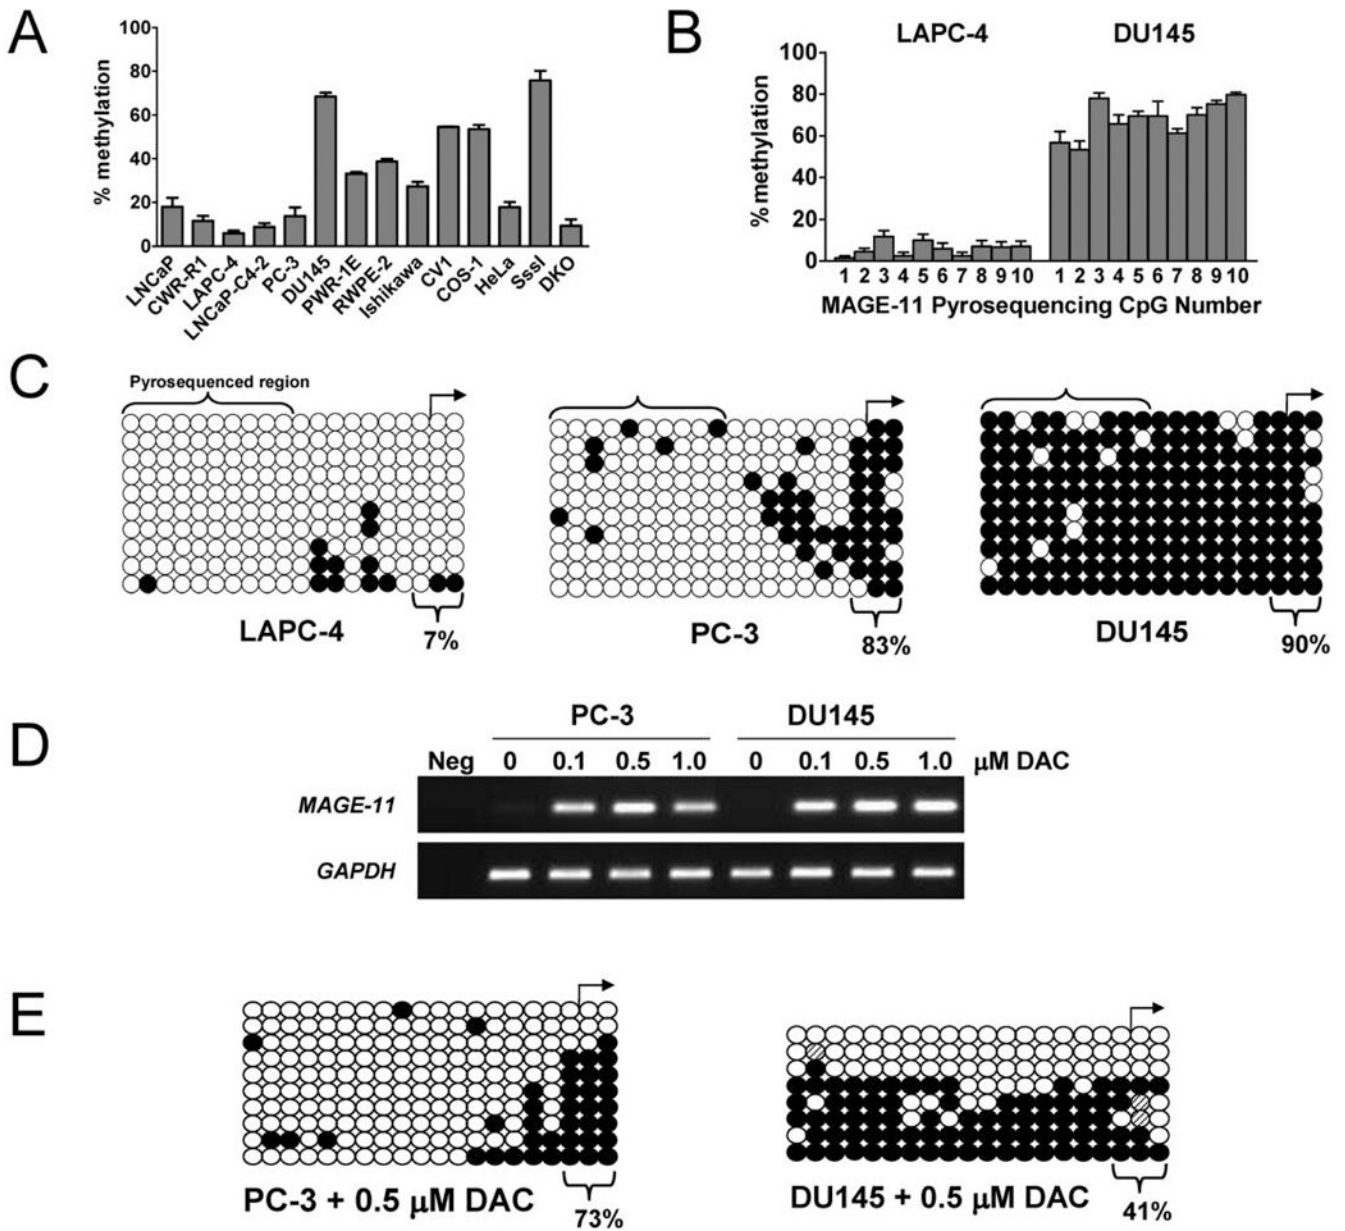 A
100
80
60
40
20
0
% methylation
LNCaP
CWR-R1
LAPC-4
LNCaP-C4-2
PC-3
DU145
PWR-1E
RWPE-2
Ishikawa
CV1
COS-1
HeLa
SssI
DKO
B
LAPC-4 DU145
100
80
60
40
20
0
% methylation
1 2 3 4 5 6 7 8 9 10 1 2 3 4 5 6 7 8 9 10
MAGE-11 Pyrosequencing CpG Number
C
Pyrosequenced region
LAPC-4
7%
PC-3
83%
DU145
90%
D
PC-3 DU145
Neg 0 0.1 0.5 1.0 0 0.1 0.5 1.0 μM DAC
MAGE-11
GAPDH
E
PC-3 + 0.5 μM DAC
73%
DU145 + 0.5 μM DAC
41%